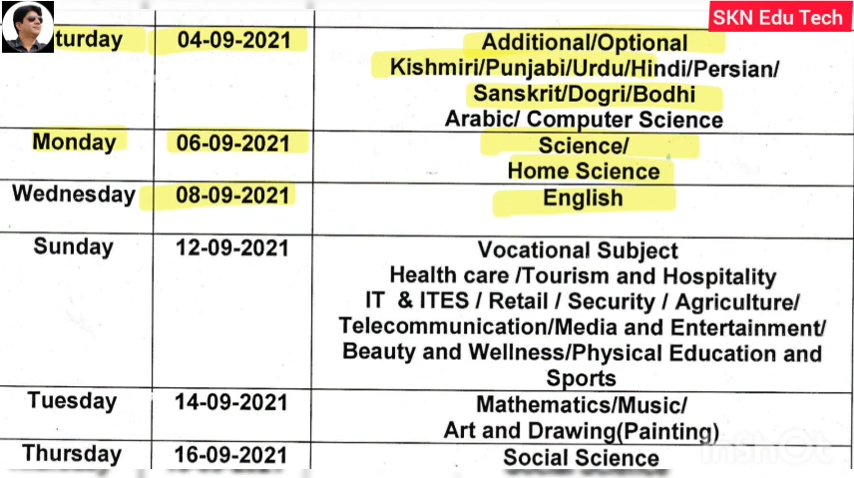 SKN Edu Tech
turday 04-09-2021 Additional/Optional
Kishmiri/Punjabi/Urdu/Hindi/Persian/
Sanskrit/Dogri/Bodhi
Arabic/ Computer Science
Monday 06-09-2021 Science/
Home Science
Wednesday 08-09-2021 English
Sunday 12-09-2021 Vocational Subject
Health care /Tourism and Hospitality
IT & ITES / Retail / Security / Agriculture/
Telecommunication/Media and Entertainment/
Beauty and Wellness/Physical Education and
Sports
Tuesday 14-09-2021 Mathematics/Music/
Art and Drawing(Painting)
InShOt
Thursday 16-09-2021 Social Science